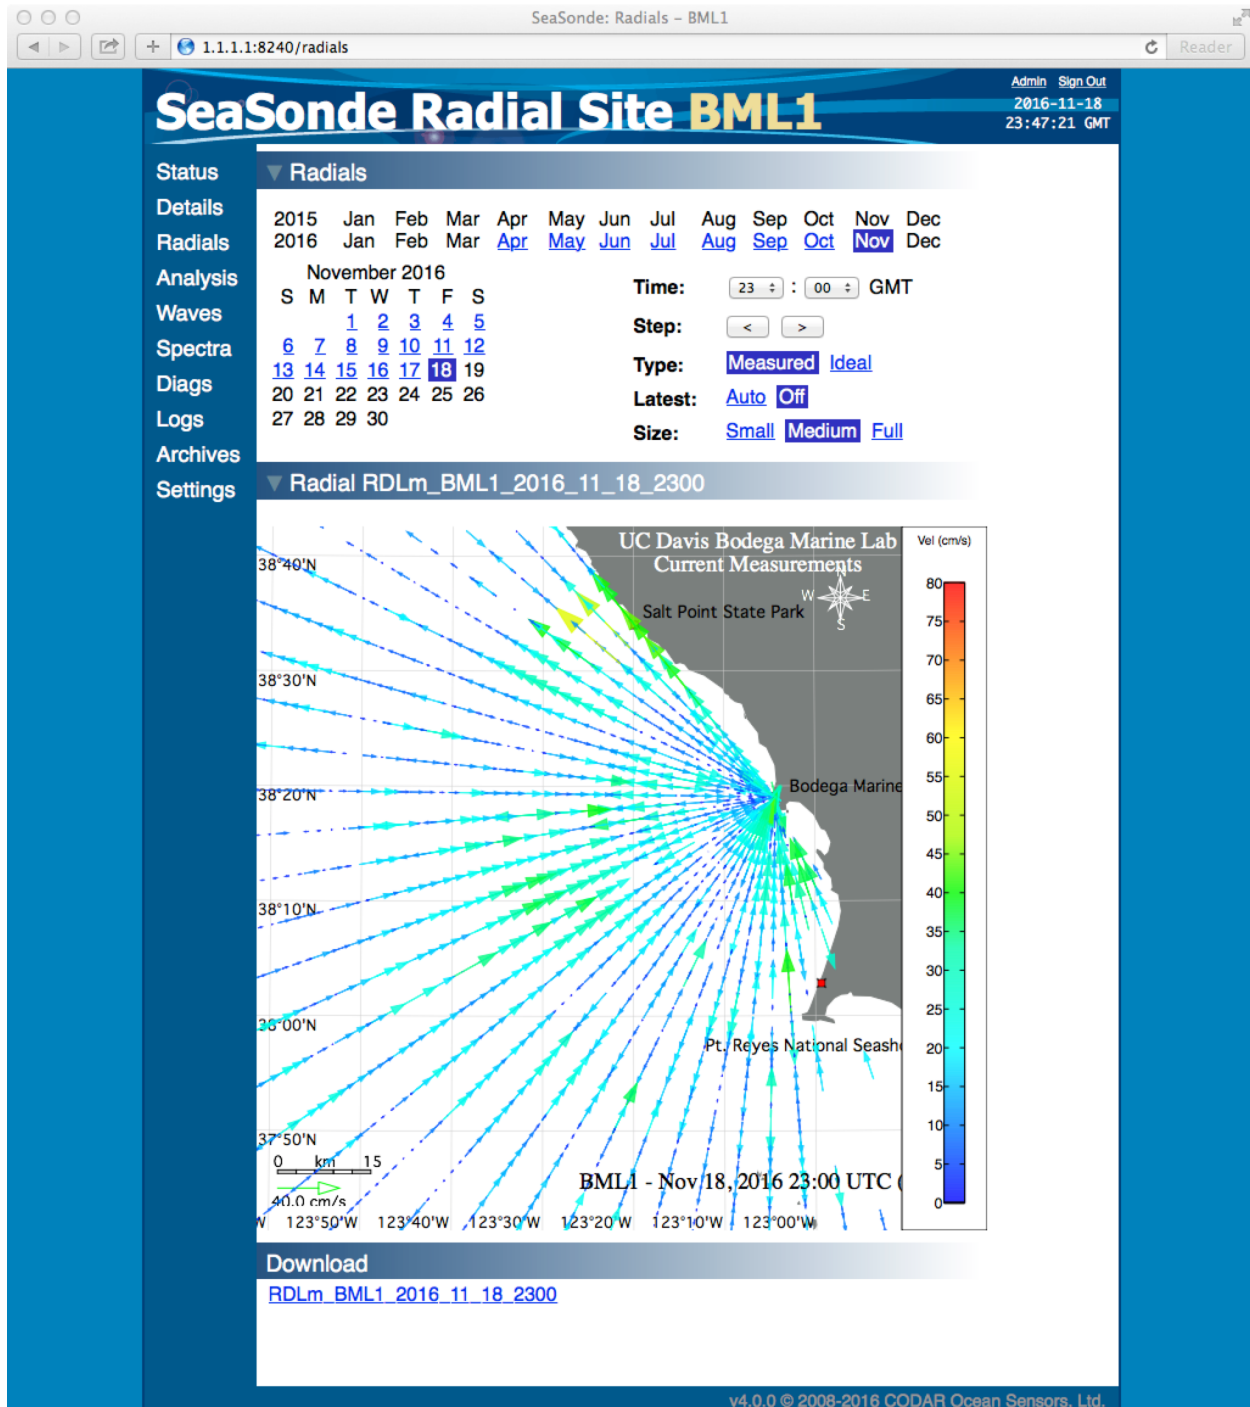 SeaSonde: Radials – BML1
1.1.1.1:8240/radials
Reader
Admin Sign Out
SeaSonde Radial Site BML1
2016-11-18
23:47:21 GMT
Status
Details
Radials
Analysis
Waves
Spectra
Diags
Logs
Archives
Settings
Radials
2015 Jan Feb Mar Apr May Jun Jul Aug Sep Oct Nov Dec
2016 Jan Feb Mar Apr May Jun Jul Aug Sep Oct Nov Dec
November 2016
S M T W T F S
1 2 3 4 5
6 7 8 9 10 11 12
13 14 15 16 17 18 19
20 21 22 23 24 25 26
27 28 29 30
Time: 23 : 00 GMT
Step: < >
Type: Measured Ideal
Latest: Auto Off
Size: Small Medium Full
Radial RDLm_BML1_2016_11_18_2300
UC Davis Bodega Marine Lab
Current Measurements
N
W E
S
Salt Point State Park
Bodega Marine
Pt. Reyes National Seash
38°40'N
38°30'N
38°20'N
38°10'N
38°00'N
37°50'N
0 km 15
40.0 cm/s
BML1 - Nov 18, 2016 23:00 UTC (
W 123°50'W 123°40'W 123°30'W 123°20'W 123°10'W 123°00'W
Vel (cm/s)
80
75
70
65
60
55
50
45
40
35
30
25
20
15
10
5
0
Download
RDLm_BML1_2016_11_18_2300
v4.0.0 © 2008-2016 CODAR Ocean Sensors, Ltd.